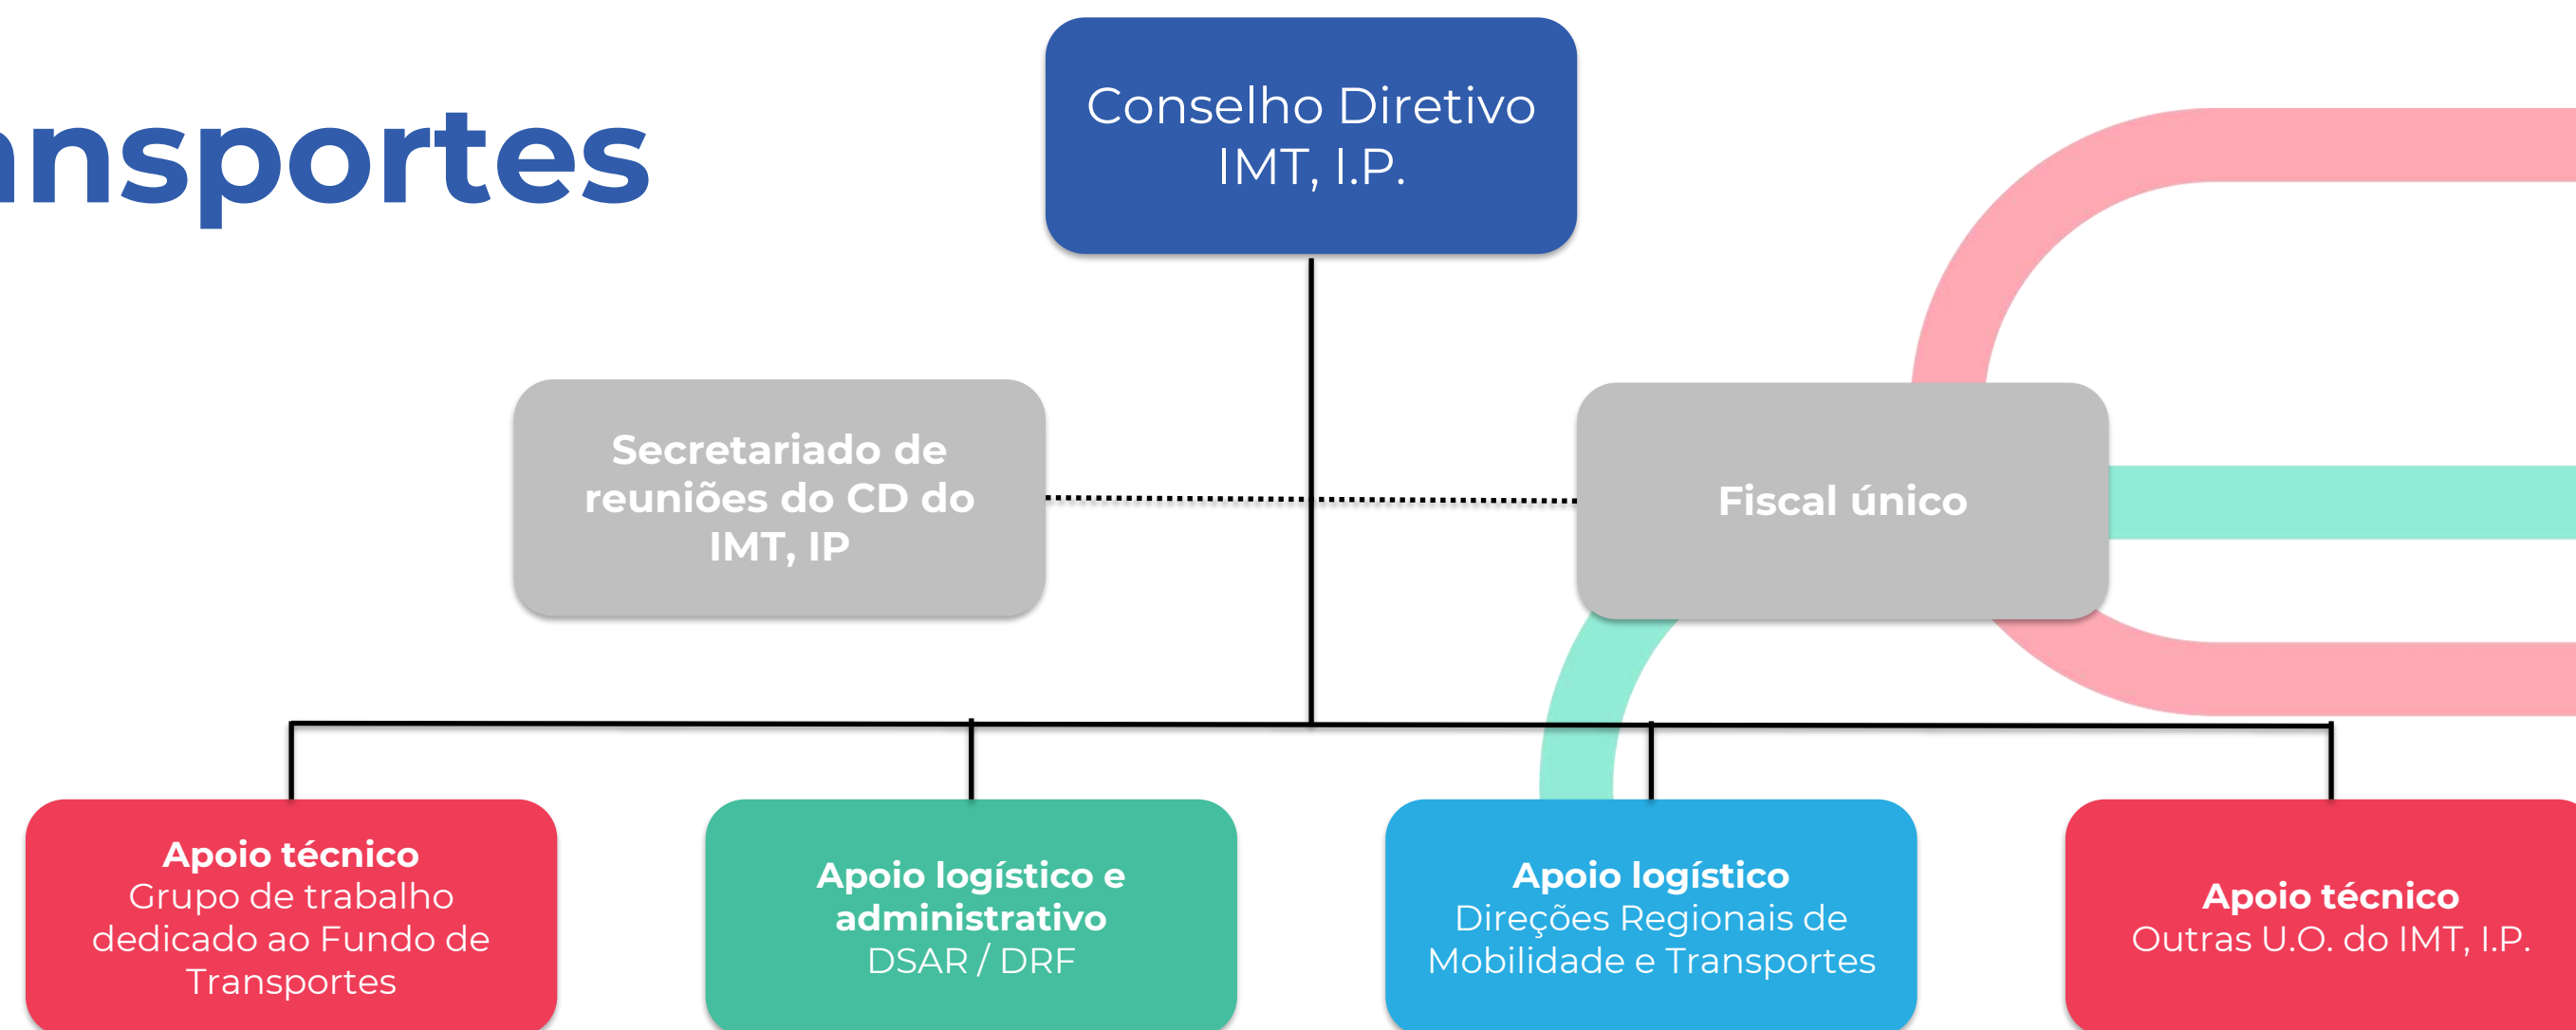 nsportes
Conselho Diretivo
IMT, I.P.
Secretariado de
reuniões do CD do
IMT, IP
Fiscal único
Apoio técnico
Grupo de trabalho
dedicado ao Fundo de
Transportes
Apoio logístico e
administrativo
DSAR / DRF
Apoio logístico
Direções Regionais de
Mobilidade e Transportes
Apoio técnico
Outras U.O. do IMT, I.P.